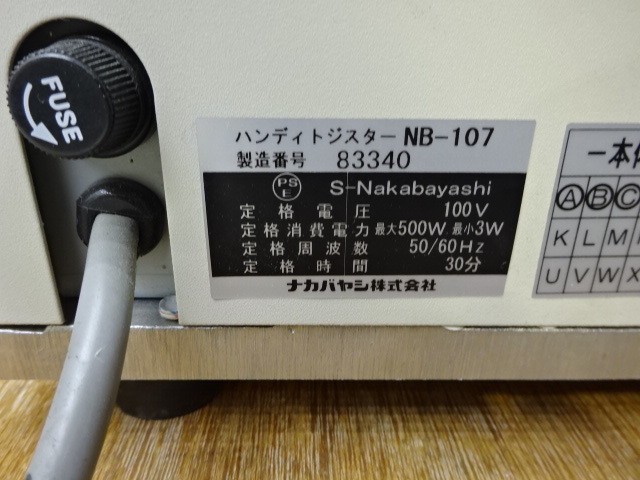 FUSE
ハンディトジスター NB-107
製造番号 83340
PS
E
S-Nakabayashi
定格電圧 100V
定格消費電力 最大500W 最小3W
定格周波数 50/60Hz
定格時間 30分
ナカバヤシ株式会社
一本体
Ⓐ Ⓑ Ⓒ
K L M
U V W X